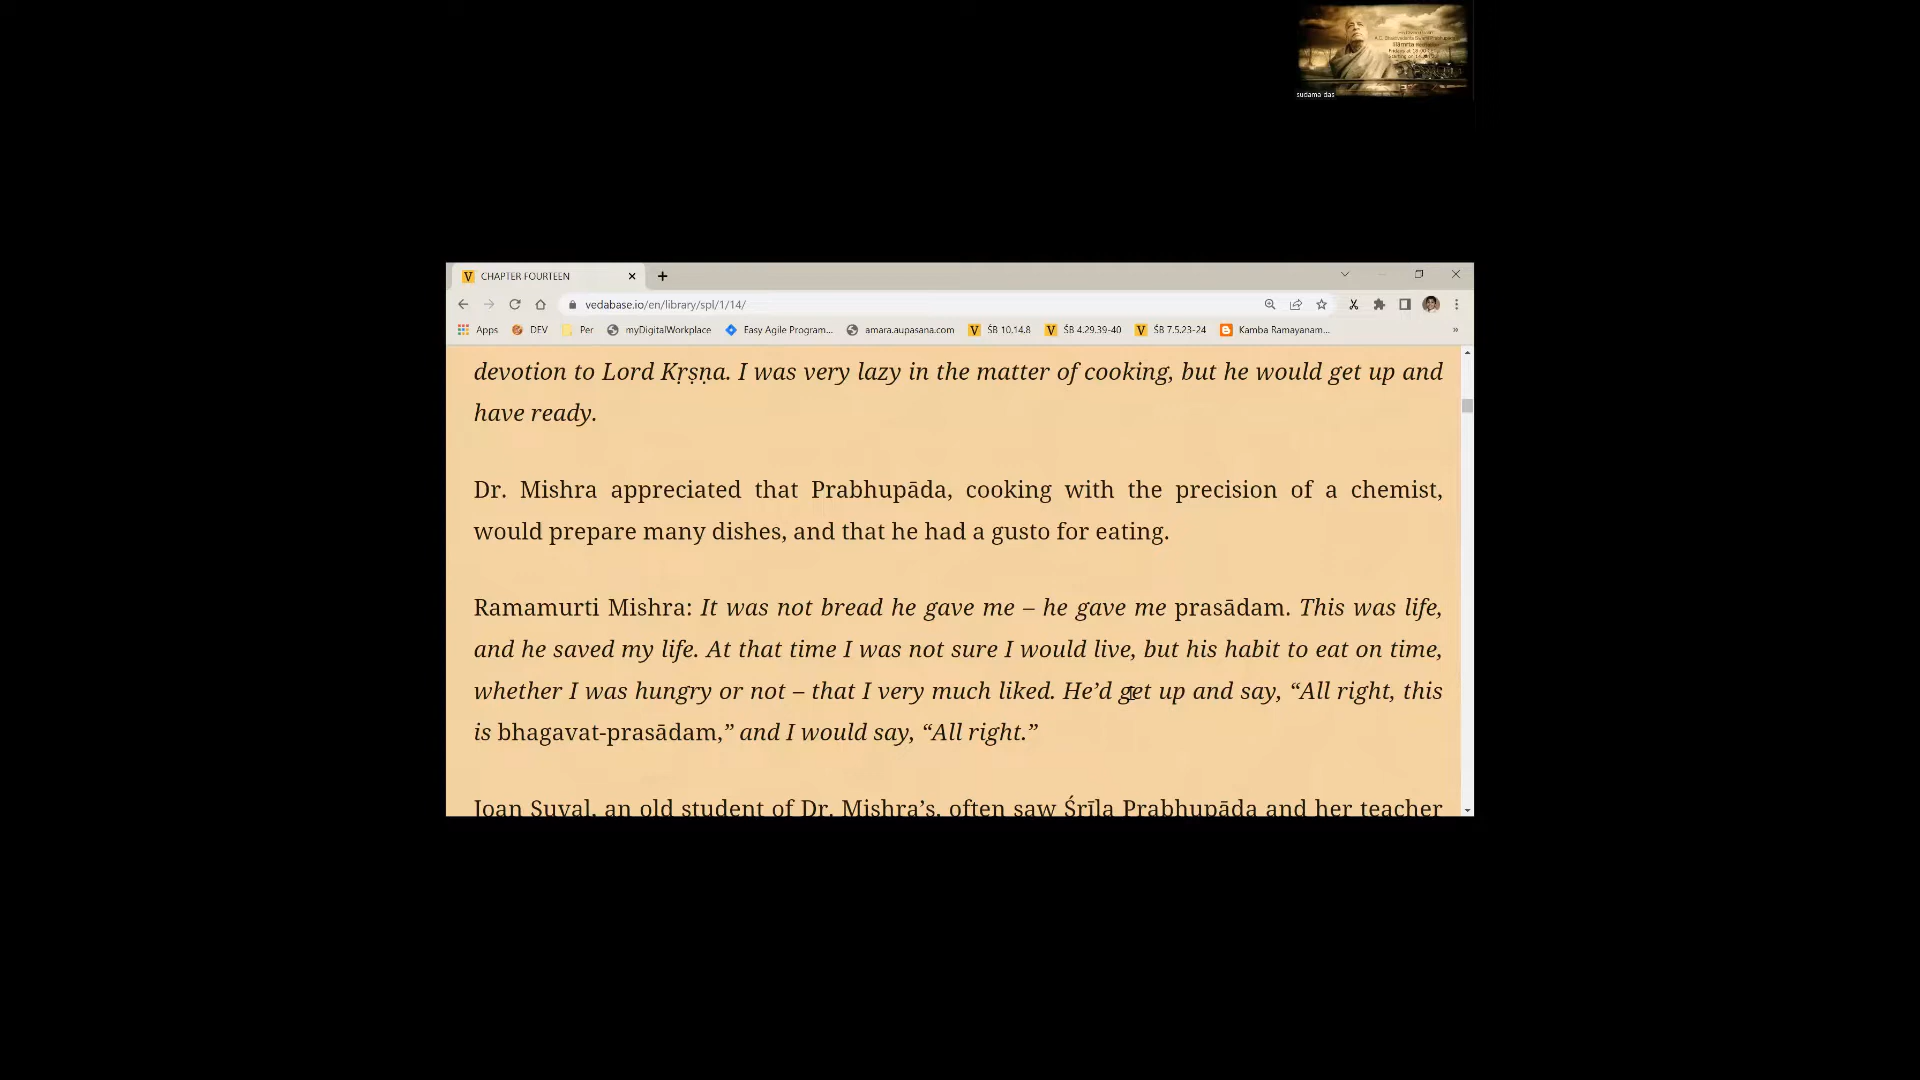 sudama das
CHAPTER FOURTEEN
vedabase.io/en/library/spl/1/14/
Apps DEV Per myDigitalWorkplace Easy Agile Program... amara.aupasana.com ŚB 10.14.8 ŚB 4.29.39-40 ŚB 7.5.23-24 Kamba Ramayanam... »
devotion to Lord Kṛṣṇa. I was very lazy in the matter of cooking, but he would get up and
have ready.
Dr. Mishra appreciated that Prabhupāda, cooking with the precision of a chemist,
would prepare many dishes, and that he had a gusto for eating.
Ramamurti Mishra: It was not bread he gave me – he gave me prasādam. This was life,
and he saved my life. At that time I was not sure I would live, but his habit to eat on time,
whether I was hungry or not – that I very much liked. He’d get up and say, “All right, this
is bhagavat-prasādam,” and I would say, “All right.”
Joan Suval, an old student of Dr. Mishra’s, often saw Śrīla Prabhupāda and her teacher